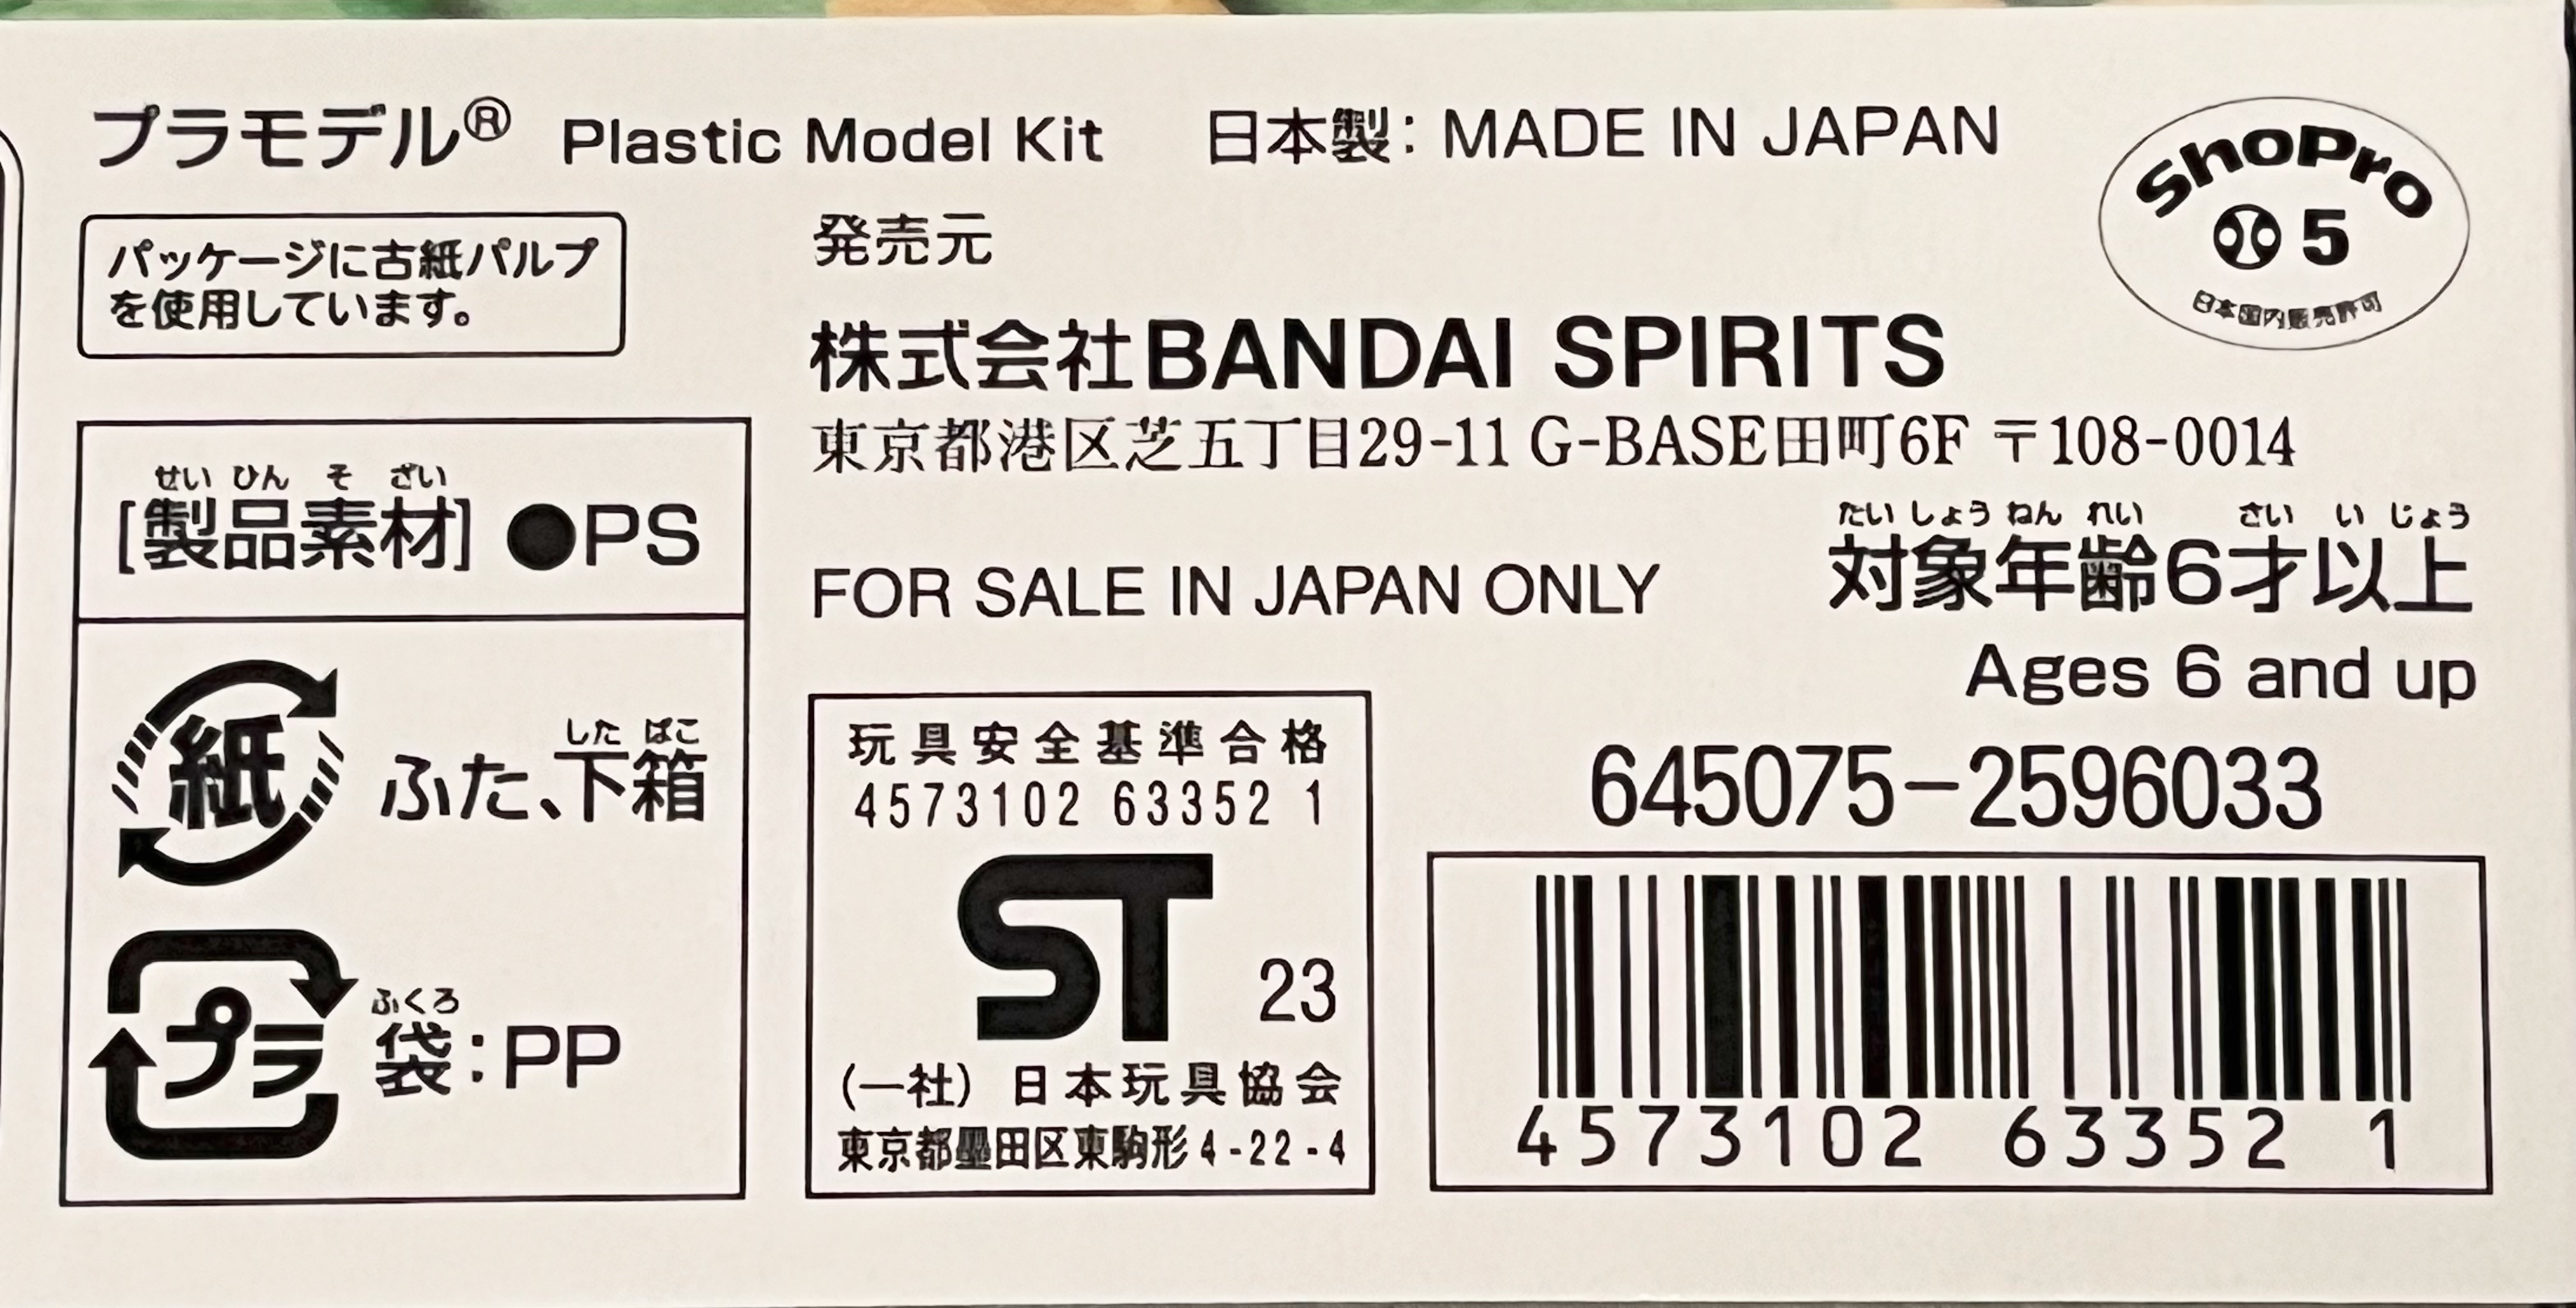 プラモデル® Plastic Model Kit 日本製：MADE IN JAPAN
ShoPro
5
日本国内販売許可
パッケージに古紙パルプ
を使用しています。
発売元
株式会社BANDAI SPIRITS
東京都港区芝五丁目29-11 G-BASE田町6F 〒108-0014
せい ひん そ ざい
[製品素材] ●PS
紙
した ばこ
ふた、下箱
プラ
ふくろ
袋：PP
FOR SALE IN JAPAN ONLY
たい しょう ねん れい さい い じょう
対象年齢6才以上
Ages 6 and up
玩具安全基準合格
4573102 63352 1
ST 23
(一社) 日本玩具協会
東京都墨田区東駒形4-22-4
645075-2596033
4573102 63352 1